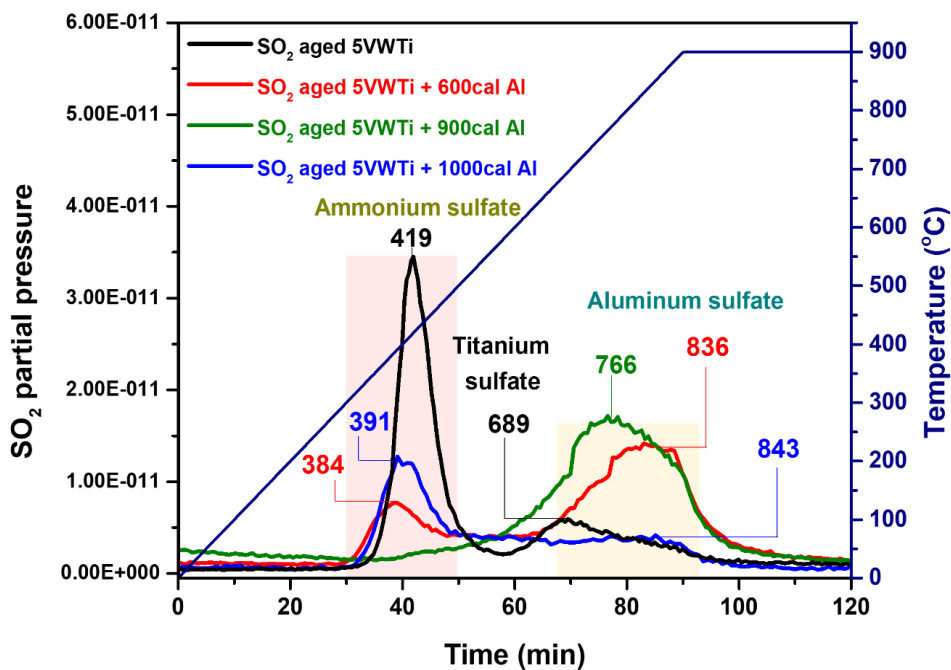 6.00E-011
5.00E-011
4.00E-011
3.00E-011
2.00E-011
1.00E-011
0.00E+000
SO₂ partial pressure
SO₂ aged 5VWTi
SO₂ aged 5VWTi + 600cal Al
SO₂ aged 5VWTi + 900cal Al
SO₂ aged 5VWTi + 1000cal Al
Ammonium sulfate
419
Titanium
sulfate
689
Aluminum sulfate
766
836
843
391
384
900
800
700
600
500
400
300
200
100
0
Temperature (°C)
0
20
40
60
80
100
120
Time (min)